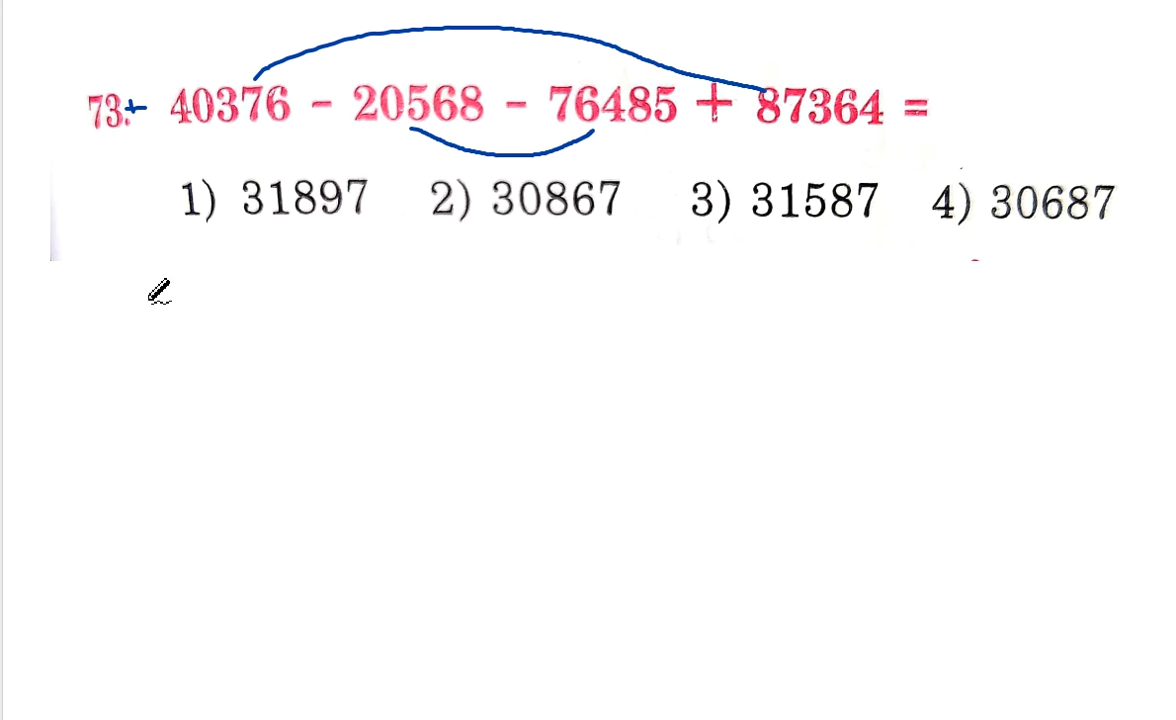 73. + 40376 - 20568 - 76485 + 87364 =
1) 31897 2) 30867 3) 31587 4) 30687